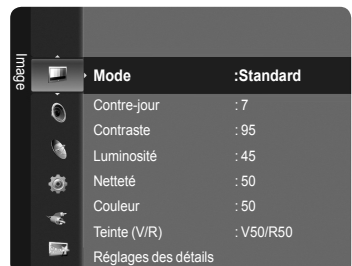 Image
Mode :Standard
Contre-jour : 7
Contraste : 95
Luminosité : 45
Netteté : 50
Couleur : 50
Teinte (V/R) : V50/R50
Réglages des détails